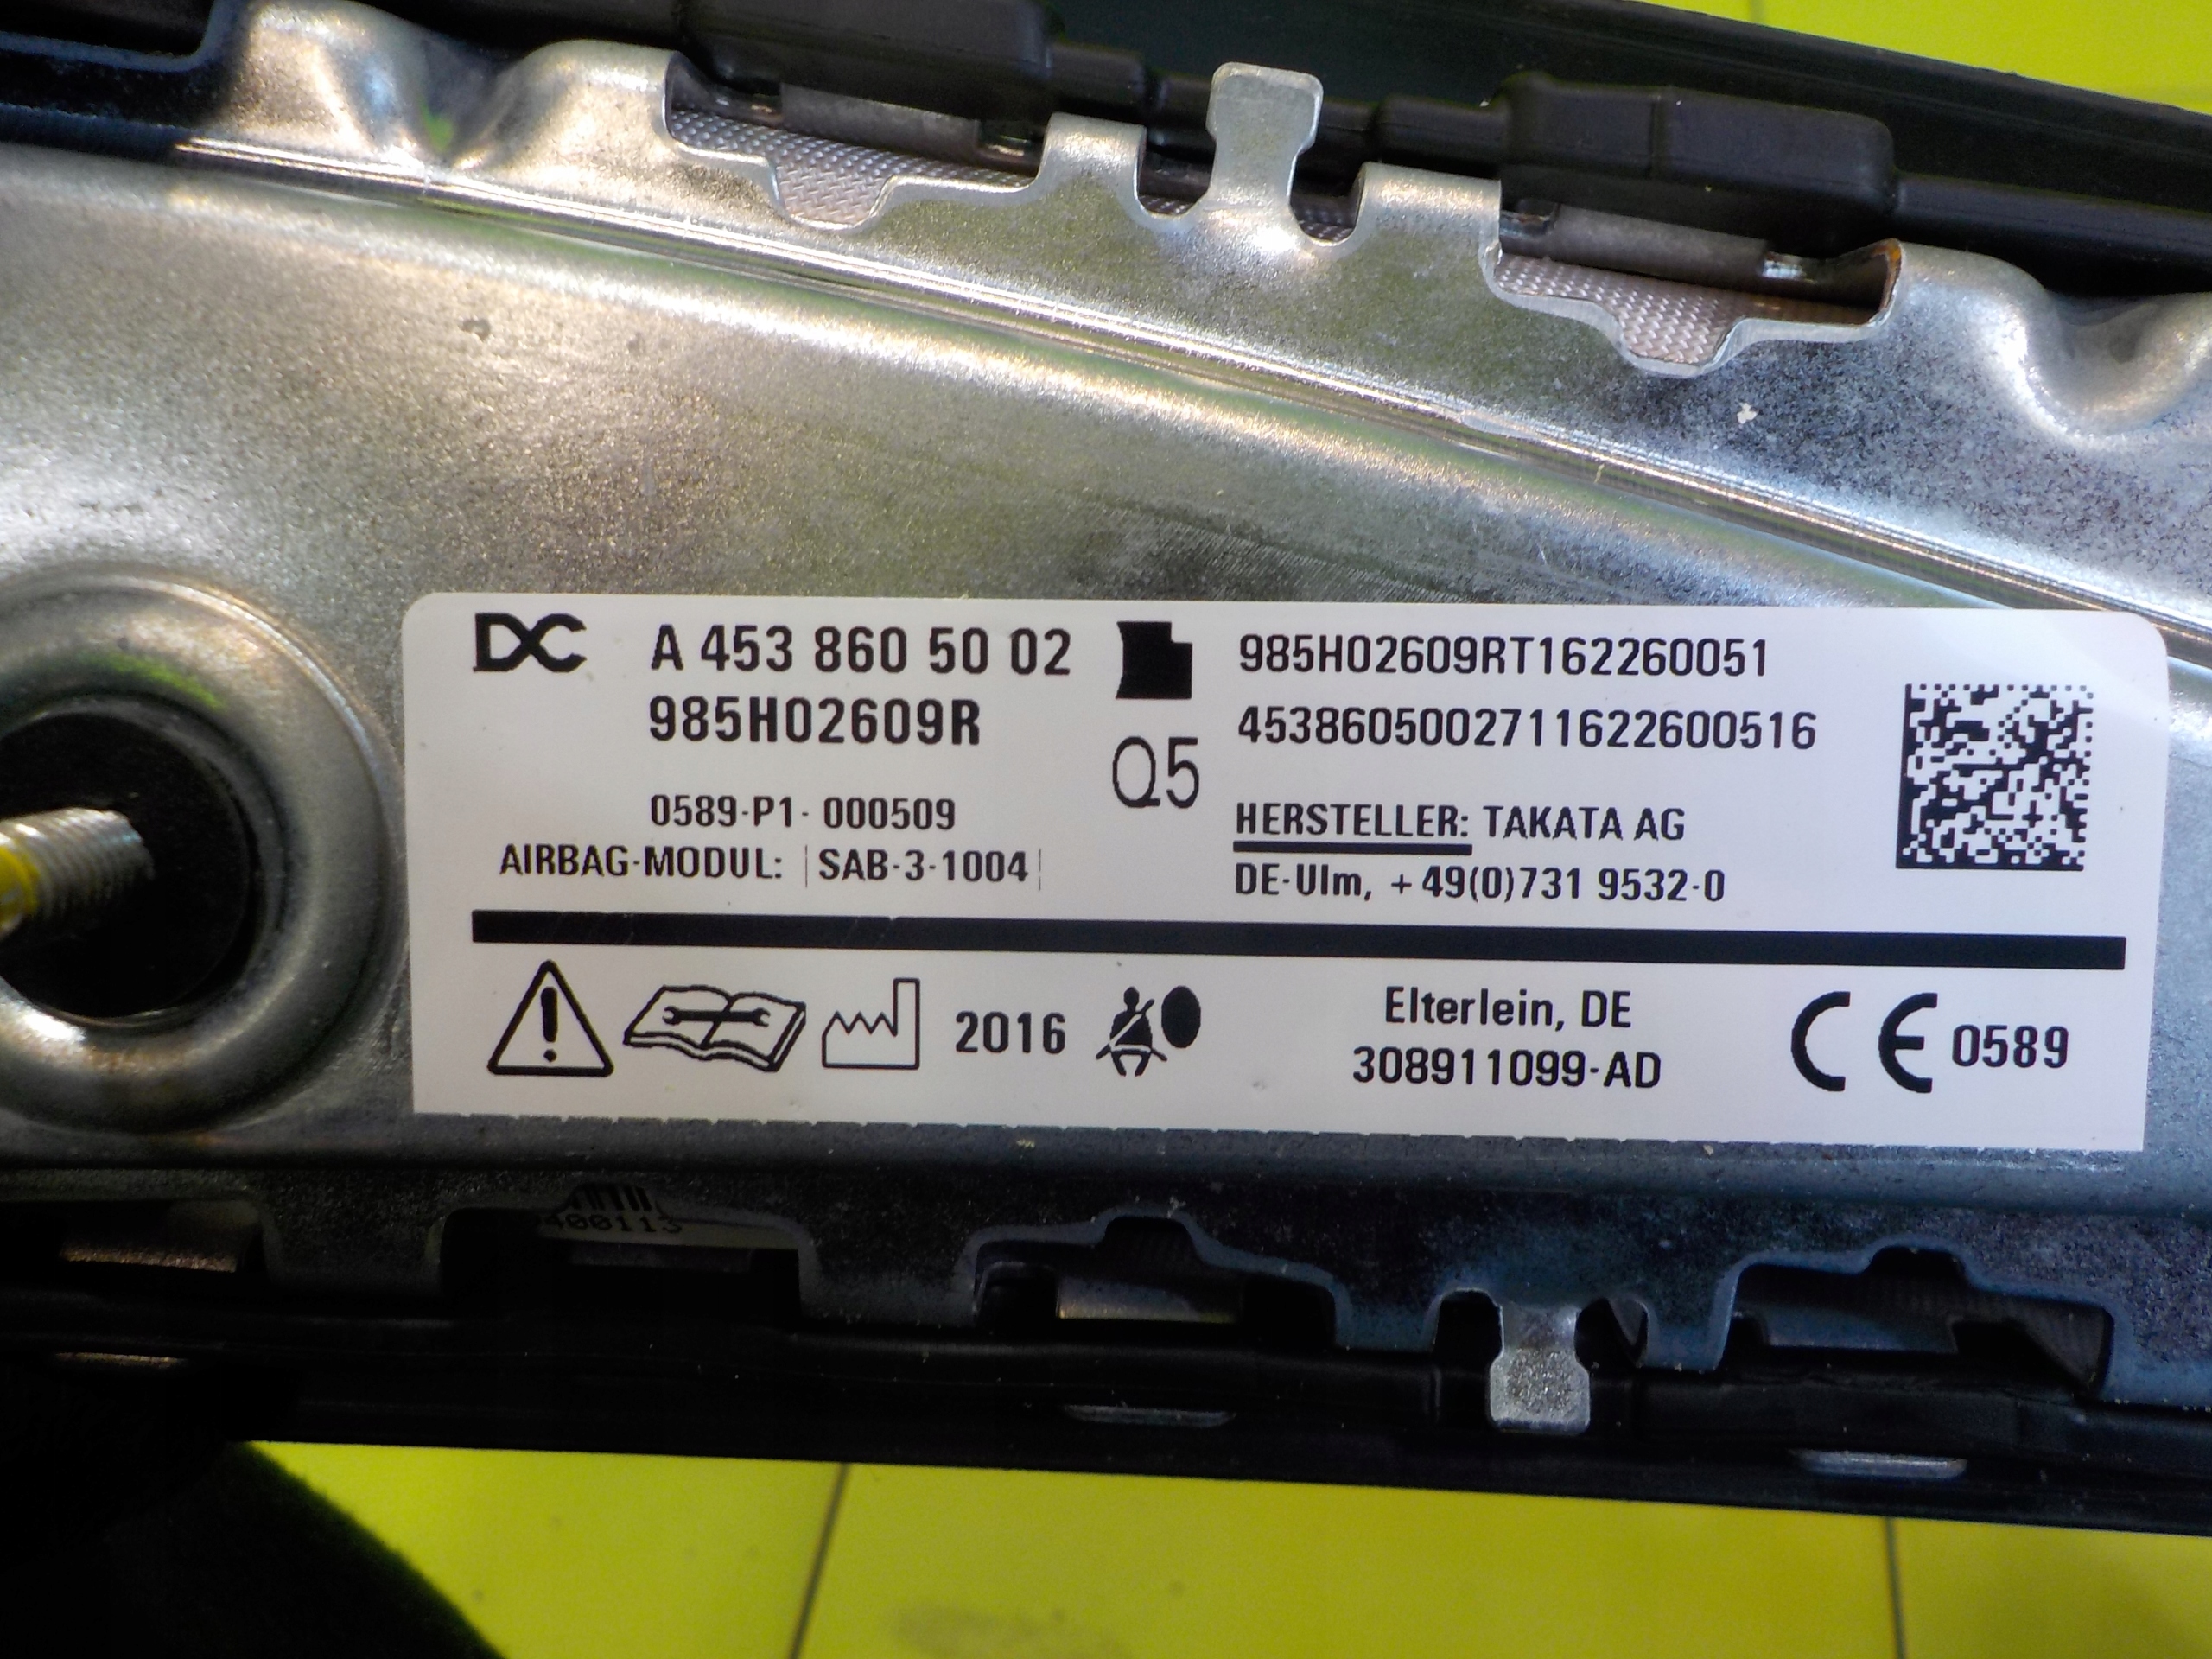 DC A 453 860 50 02
985H02609R
0589-P1- 000509
AIRBAG-MODUL: SAB-3-1004
Q5
985H02609RT162260051
4538605002711622600516
HERSTELLER: TAKATA AG
DE-Ulm, +49(0)731 9532-0
2016
Elterlein, DE
308911099-AD
CE 0589
400113